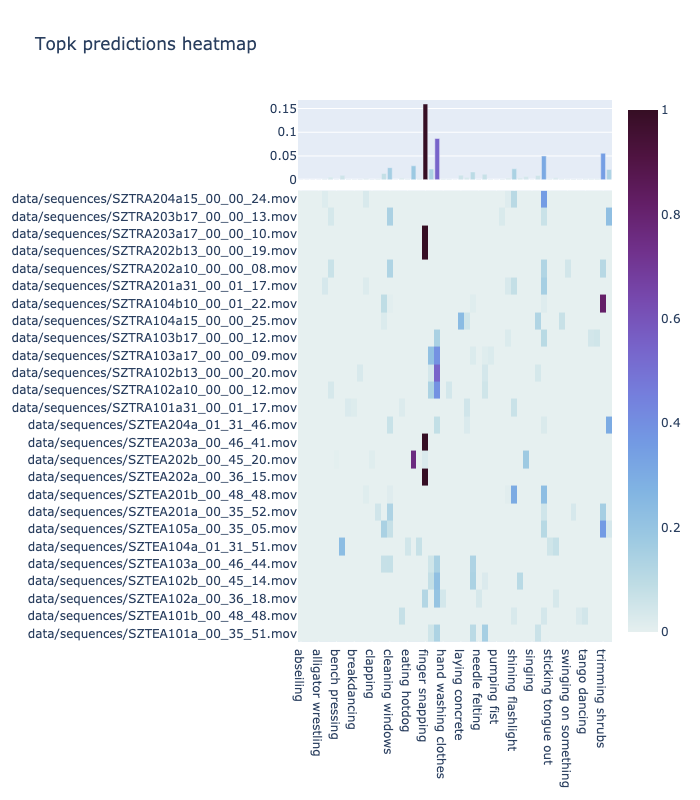 Topk predictions heatmap
0.15
0.1
0.05
0
1
0.8
0.6
0.4
0.2
0
data/sequences/SZTRA204a15_00_00_24.mov
data/sequences/SZTRA203b17_00_00_13.mov
data/sequences/SZTRA203a17_00_00_10.mov
data/sequences/SZTRA202b13_00_00_19.mov
data/sequences/SZTRA202a10_00_00_08.mov
data/sequences/SZTRA201a31_00_01_17.mov
data/sequences/SZTRA104b10_00_01_22.mov
data/sequences/SZTRA104a15_00_00_25.mov
data/sequences/SZTRA103b17_00_00_12.mov
data/sequences/SZTRA103a17_00_00_09.mov
data/sequences/SZTRA102b13_00_00_20.mov
data/sequences/SZTRA102a10_00_00_12.mov
data/sequences/SZTRA101a31_00_01_17.mov
data/sequences/SZTEA204a_01_31_46.mov
data/sequences/SZTEA203a_00_46_41.mov
data/sequences/SZTEA202b_00_45_20.mov
data/sequences/SZTEA202a_00_36_15.mov
data/sequences/SZTEA201b_00_48_48.mov
data/sequences/SZTEA201a_00_35_52.mov
data/sequences/SZTEA105a_00_35_05.mov
data/sequences/SZTEA104a_01_31_51.mov
data/sequences/SZTEA103a_00_46_44.mov
data/sequences/SZTEA102b_00_45_14.mov
data/sequences/SZTEA102a_00_36_18.mov
data/sequences/SZTEA101b_00_48_48.mov
data/sequences/SZTEA101a_00_35_51.mov
abseiling
alligator wrestling
bench pressing
breakdancing
clapping
cleaning windows
eating hotdog
finger snapping
hand washing clothes
laying concrete
needle felting
pumping fist
shining flashlight
singing
sticking tongue out
swinging on something
tango dancing
trimming shrubs